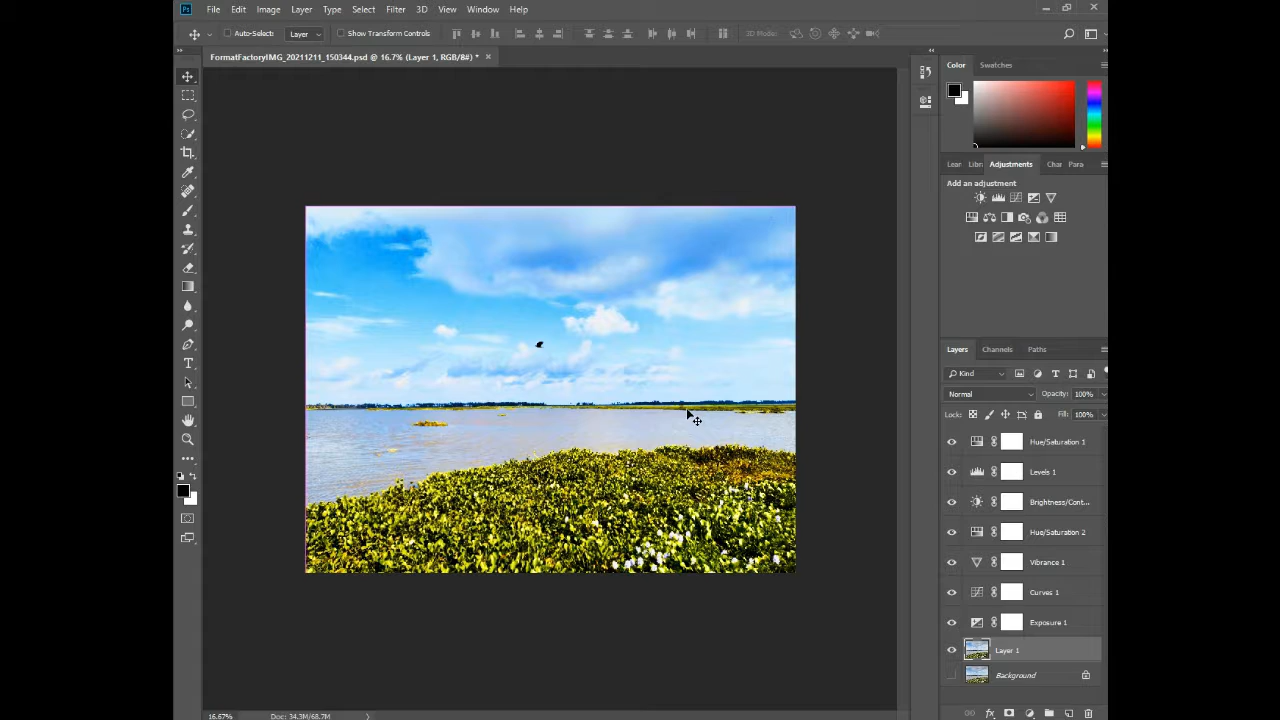 Ps File Edit Image Layer Type Select Filter 3D View Window Help
Auto-Select: Layer Show Transform Controls 3D Mode:
FormatFactoryIMG_20211211_150344.psd @ 16.7% (Layer 1, RGB/8#) *
Color Swatches
Lear Libr Adjustments Char Para
Add an adjustment
Layers Channels Paths
Kind
Normal Opacity: 100%
Lock: Fill: 100%
Hue/Saturation 1
Levels 1
Brightness/Cont...
Hue/Saturation 2
Vibrance 1
Curves 1
Exposure 1
Layer 1
Background
16.67% Doc: 34.3M/68.7M